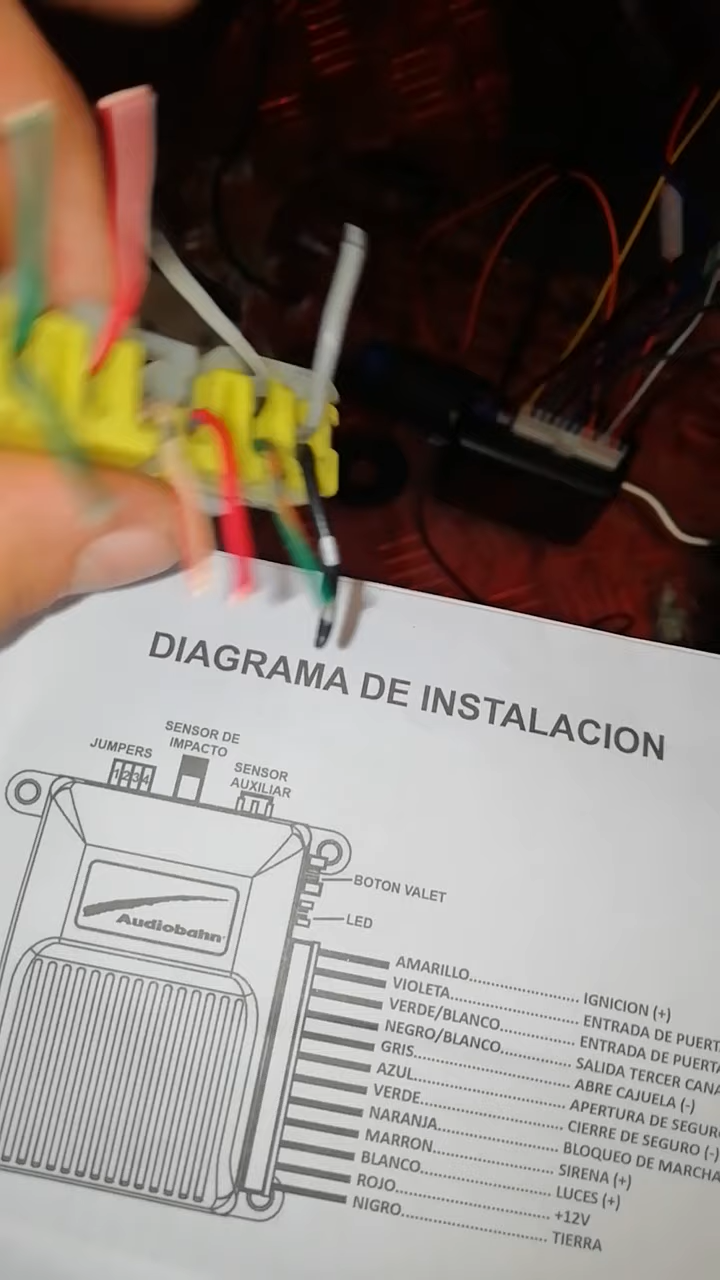 DIAGRAMA DE INSTALACION
JUMPERS
SENSOR DE
IMPACTO
SENSOR
AUXILIAR
1234
BOTON VALET
Audiobahn
LED
AMARILLO.......................... IGNICION (+)
VIOLETA.............................. ENTRADA DE
VERDE/BLANCO.................. ENTRADA DE
NEGRO/BLANCO................. SALIDA TERCER
GRIS..................................... ABRE CAJUELA (-)
AZUL.................................... APERTURA DE
VERDE.................................. CIERRE DE SEGURO (-)
NARANJA............................. BLOQUEO DE MARCHA
MARRON............................. SIRENA (+)
BLANCO............................... LUCES (+)
ROJO.................................... +12V
NIGRO.................................. TIERRA